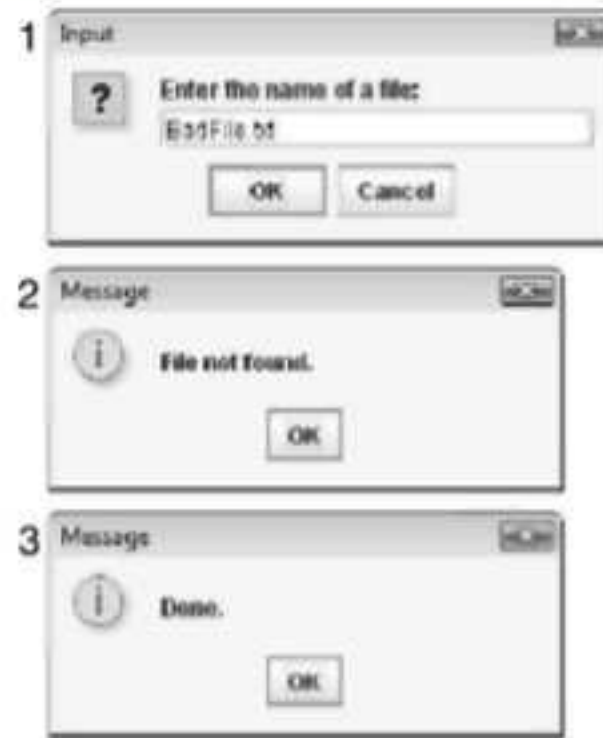 1 Input
? Enter the name of a file:
BadFile.txt
OK Cancel
2 Message
i File not found.
OK
3 Message
i Done.
OK